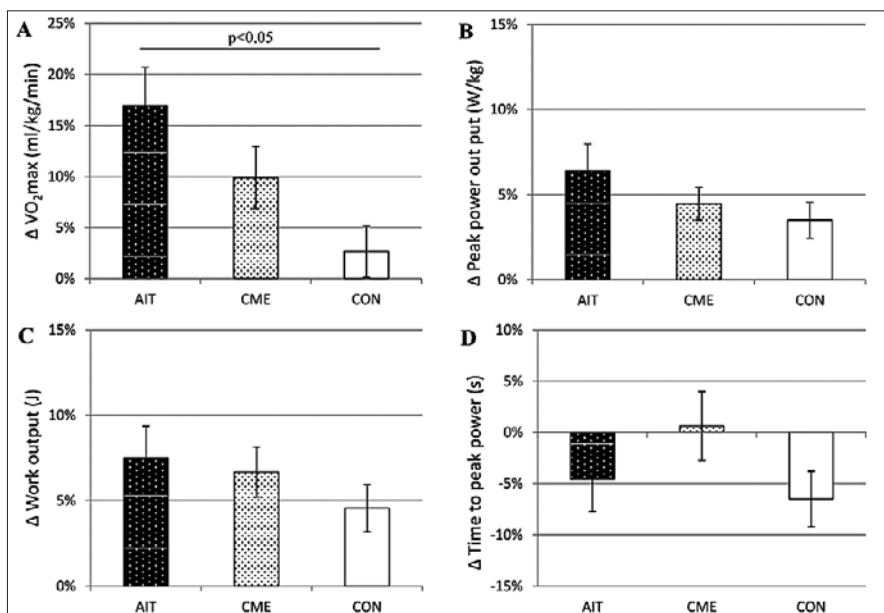 A
Δ VO₂max (ml/kg/min)
25%
20%
15%
10%
5%
0%
p<0.05
AIT CME CON
B
Δ Peak power out put (W/kg)
15%
10%
5%
0%
AIT CME CON
C
Δ Work output (J)
15%
10%
5%
0%
AIT CME CON
D
Δ Time to peak power (s)
10%
5%
0%
-5%
-10%
-15%
AIT CME CON